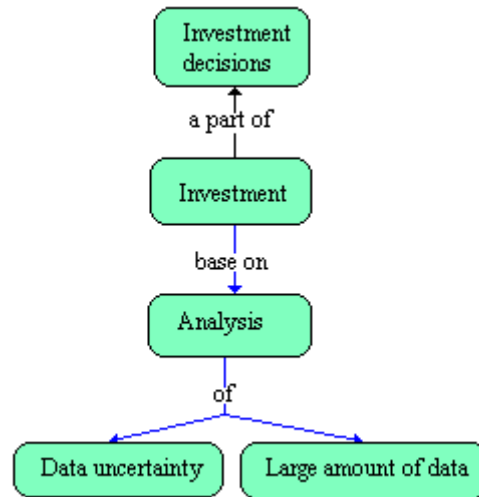 Investment
decisions
a part of
Investment
base on
Analysis
of
Data uncertainty
Large amount of data